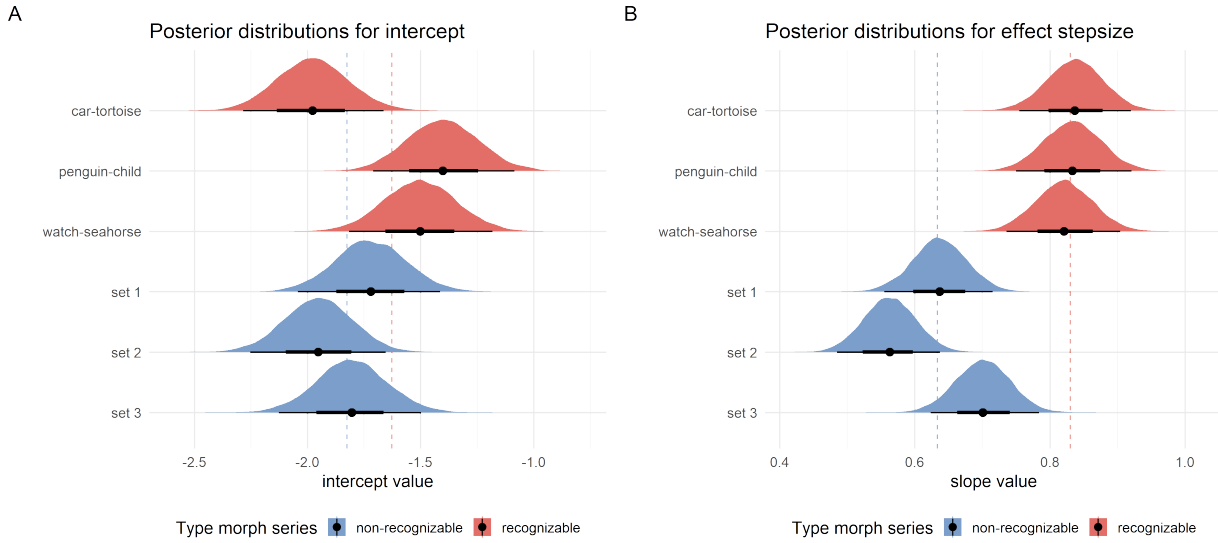 A
Posterior distributions for intercept
car-tortoise
penguin-child
watch-seahorse
set 1
set 2
set 3
-2.5 -2.0 -1.5 -1.0
intercept value
Type morph series non-recognizable recognizable
B
Posterior distributions for effect stepsize
car-tortoise
penguin-child
watch-seahorse
set 1
set 2
set 3
0.4 0.6 0.8 1.0
slope value
Type morph series non-recognizable recognizable